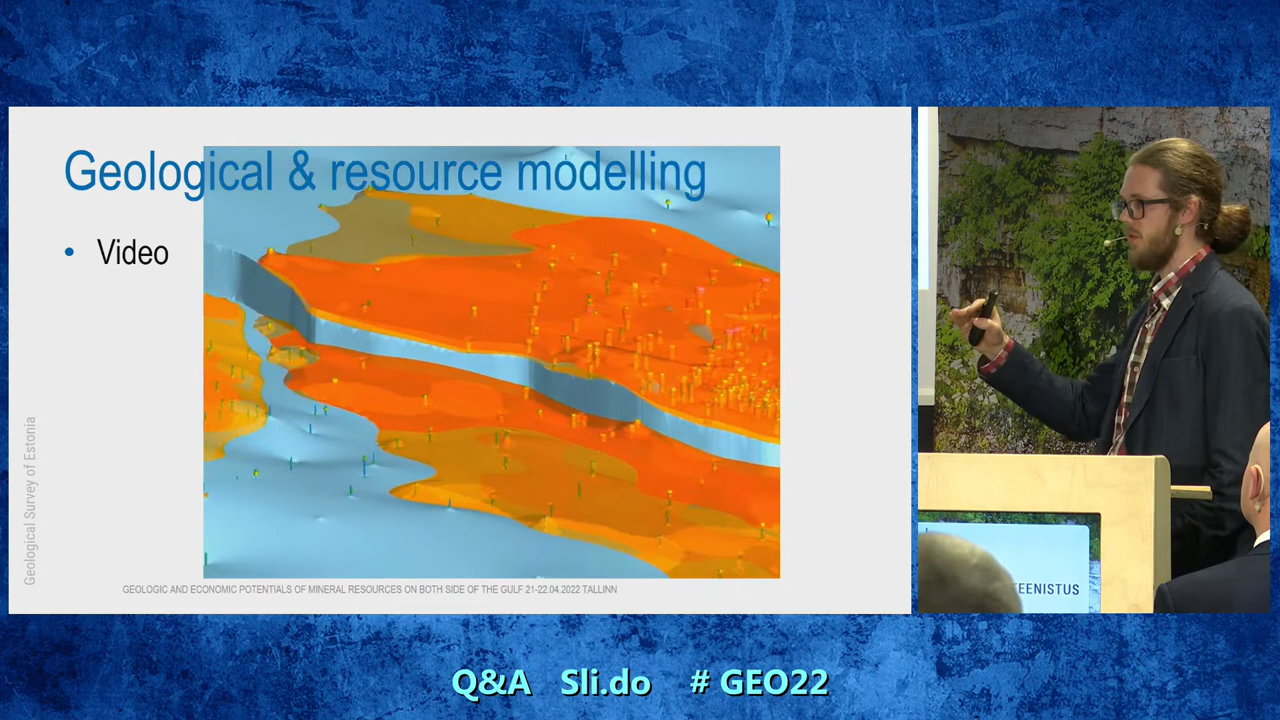 Geological & resource modelling
• Video
Geological Survey of Estonia
GEOLOGIC AND ECONOMIC POTENTIALS OF MINERAL RESOURCES ON BOTH SIDE OF THE GULF 21-22.04.2022 TALLINN
EENISTUS
Q&A Sli.do # GEO22